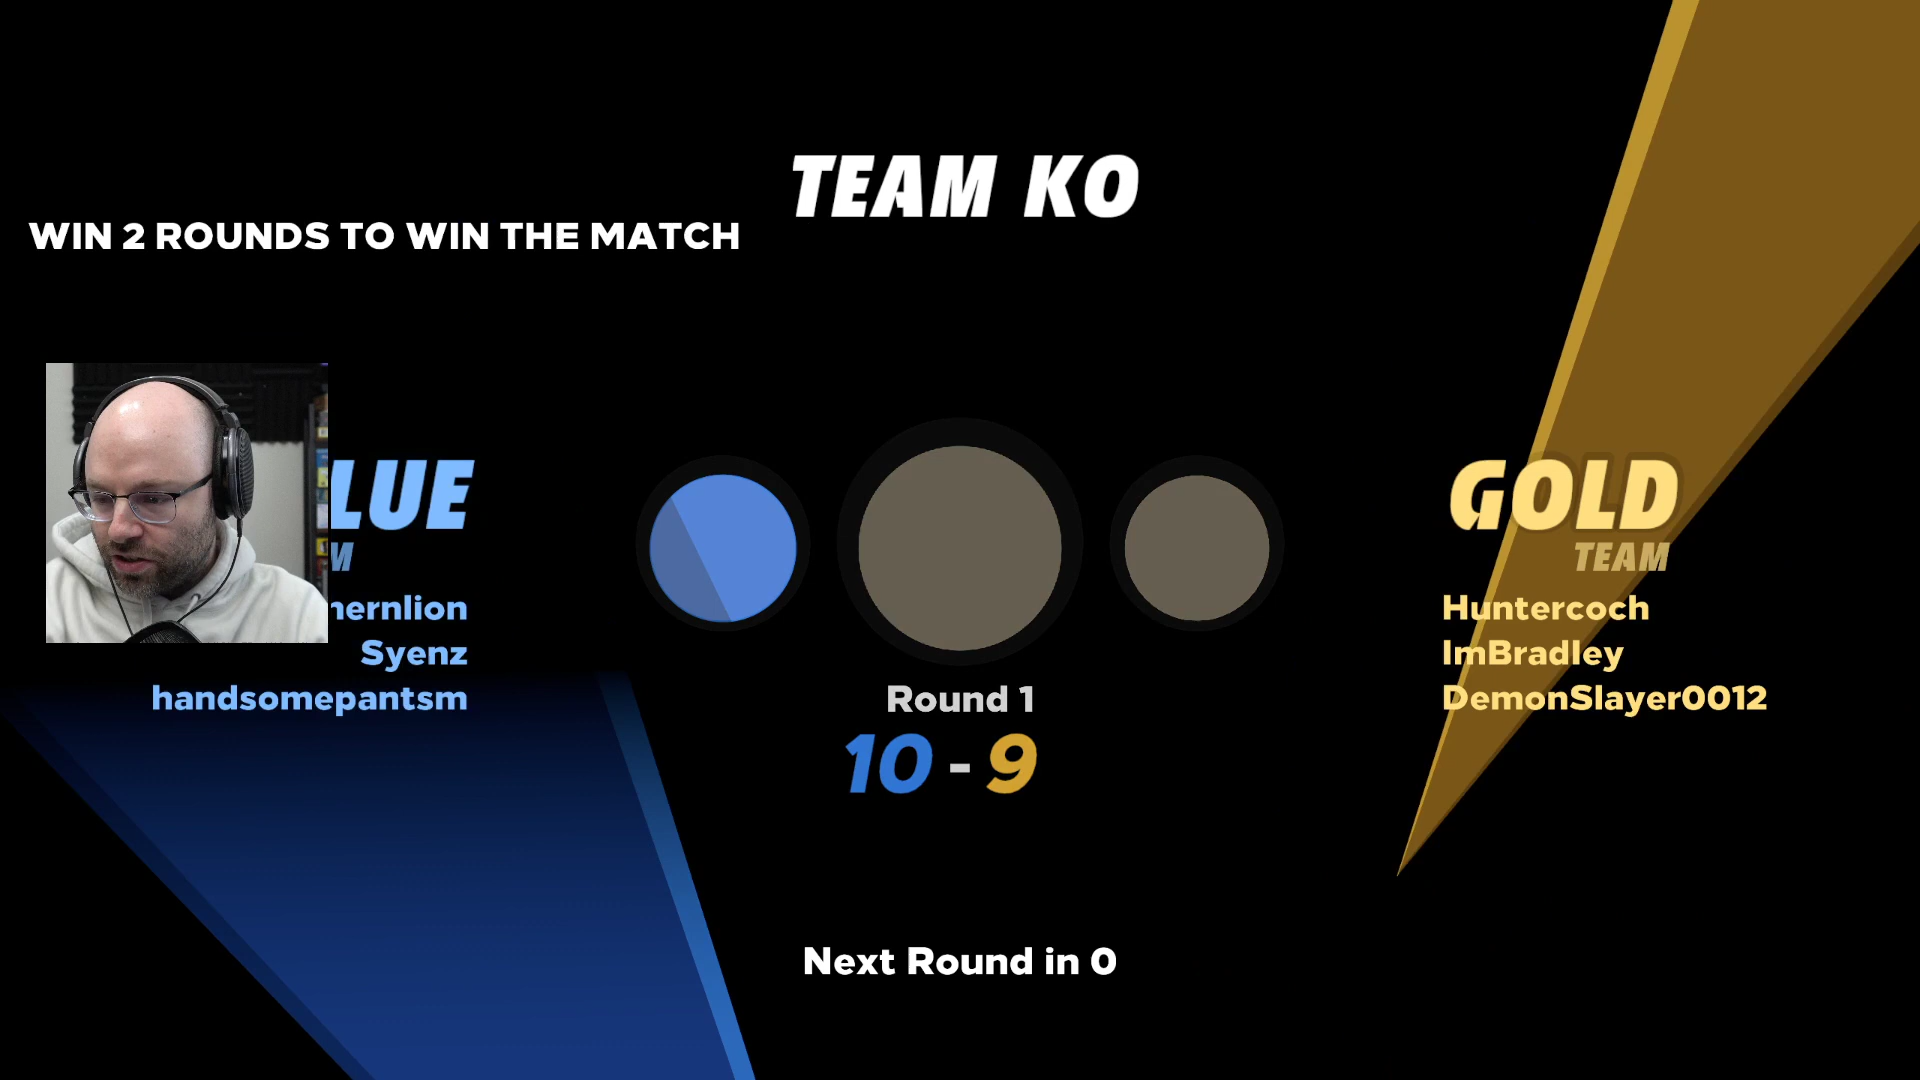 TEAM KO
WIN 2 ROUNDS TO WIN THE MATCH
LUE
M
hernlion
Syenz
handsomepantsm
Round 1
10 - 9
GOLD
TEAM
Huntercoch
ImBradley
DemonSlayer0012
Next Round in 0